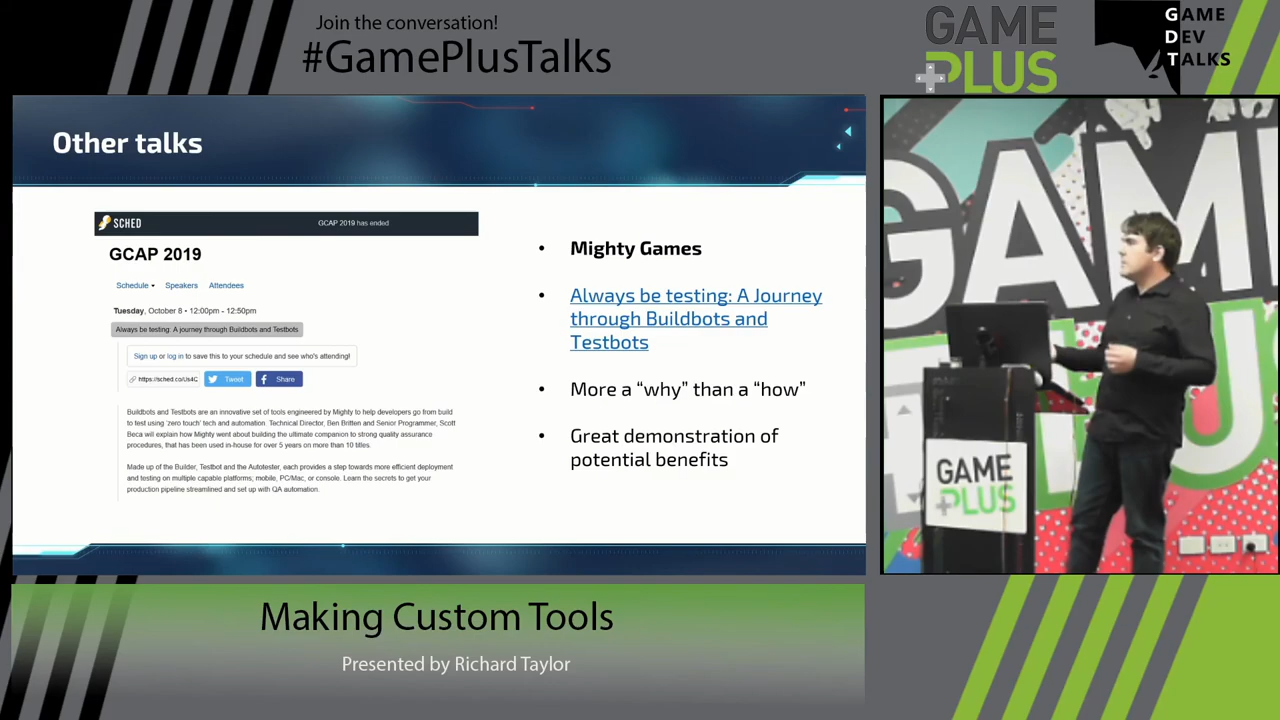 Join the conversation!
#GamePlusTalks
GAME
PLUS
GAME
DEV
TALKS
Other talks
SCHED
GCAP 2019 has ended
GCAP 2019
Schedule
Speakers
Attendees
Tuesday, October 8 • 12:00pm - 12:50pm
Always be testing: A journey through Buildbots and Testbots
Sign up or log in to save this to your schedule and see who's attending!
https://sched.co/Us4C
Tweet
Share
Buildbots and Testbots are an innovative set of tools engineered by Mighty to help developers go from build
to test using 'zero touch' tech and automation. Technical Director, Ben Britten and Senior Programmer, Scott
Beca will explain how Mighty went about building the ultimate companion to strong quality assurance
procedures, that has been used in-house for over 5 years on more than 10 titles.
Made up of the Builder, Testbot and the Autotester, each provides a step towards more efficient deployment
and testing on multiple capable platforms; mobile, PC/Mac, or console. Learn the secrets to get your
production pipeline streamlined and set up with QA automation.
• Mighty Games
• Always be testing: A Journey
through Buildbots and
Testbots
• More a “why” than a “how”
• Great demonstration of
potential benefits
GAM
GAME
PLUS
Making Custom Tools
Presented by Richard Taylor